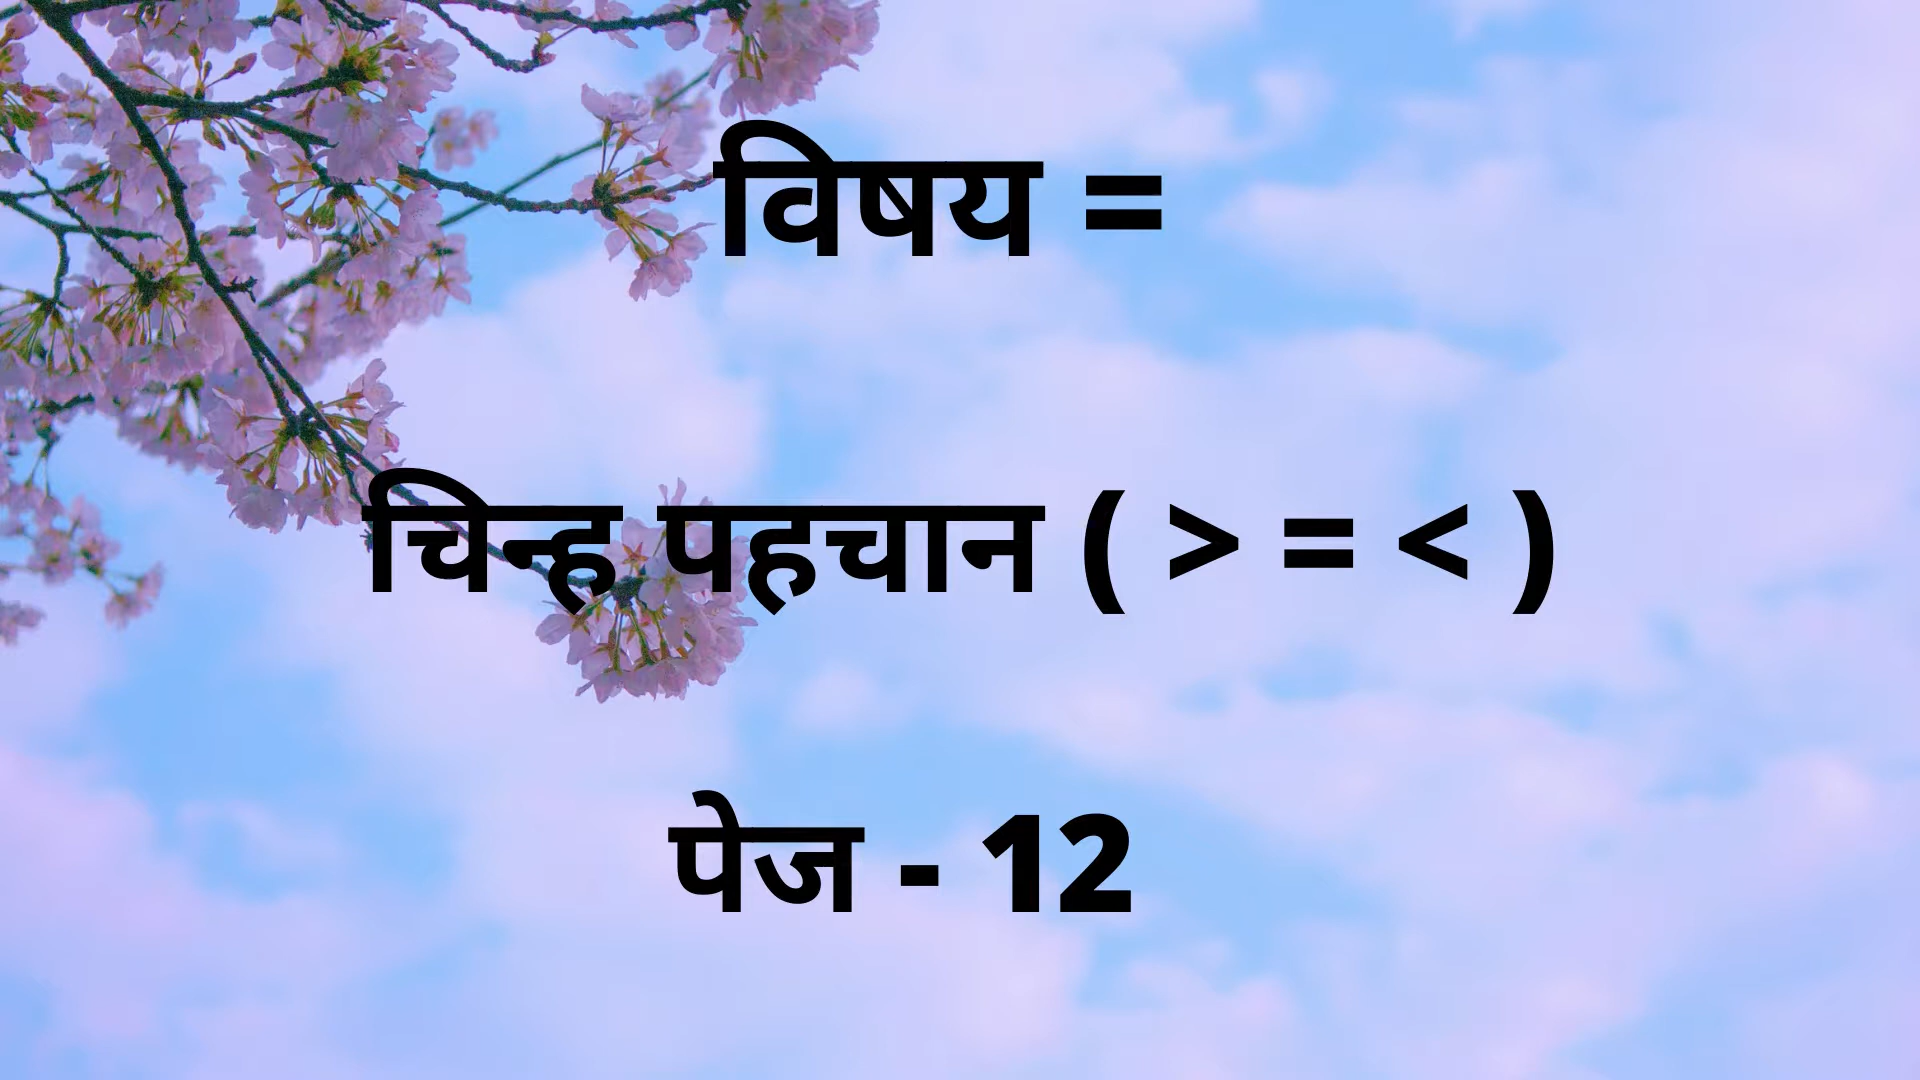 विषय =
चिन्ह पहचान ( > = < )
पेज - 12